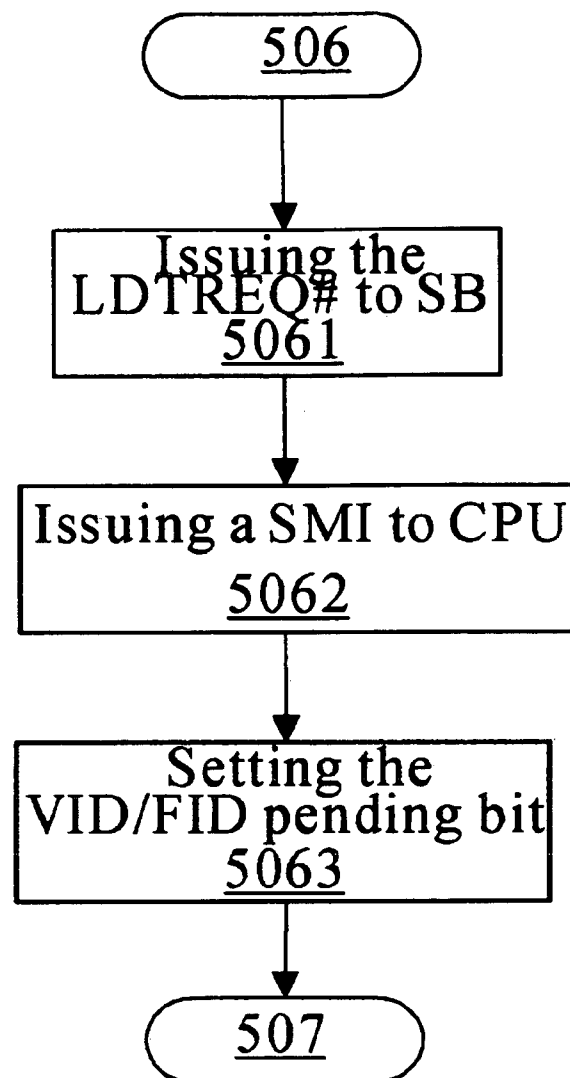 506
Issuing the
LDTREQ# to SB
5061
Issuing a SMI to CPU
5062
Setting the
VID/FID pending bit
5063
507